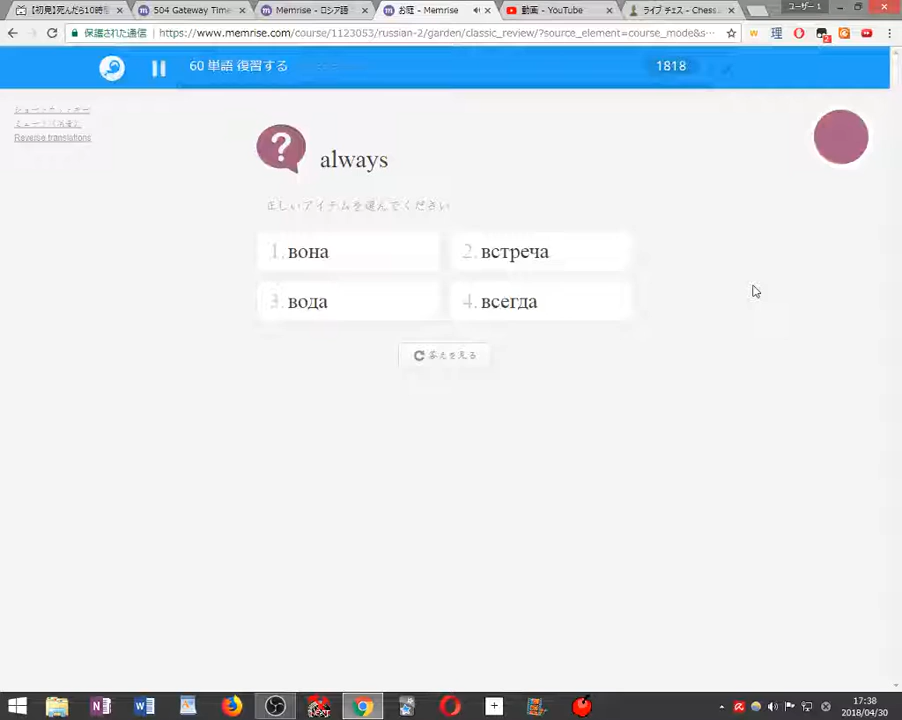 【初見】死んだら10時
504 Gateway Time
Memrise - ロシア語
お庭 - Memrise
動画 - YouTube
ライブ チェス - Chess.
ユーザー 1
保護された通信
https://www.memrise.com/course/1123053/russian-2/garden/classic_review/?source_element=course_mode&s...
60 単語 復習する
1818
Reverse translations
always
正しいアイテムを選んでください
1. вона
2. встреча
3. вода
4. всегда
答えを見る
17:38
2018/04/30